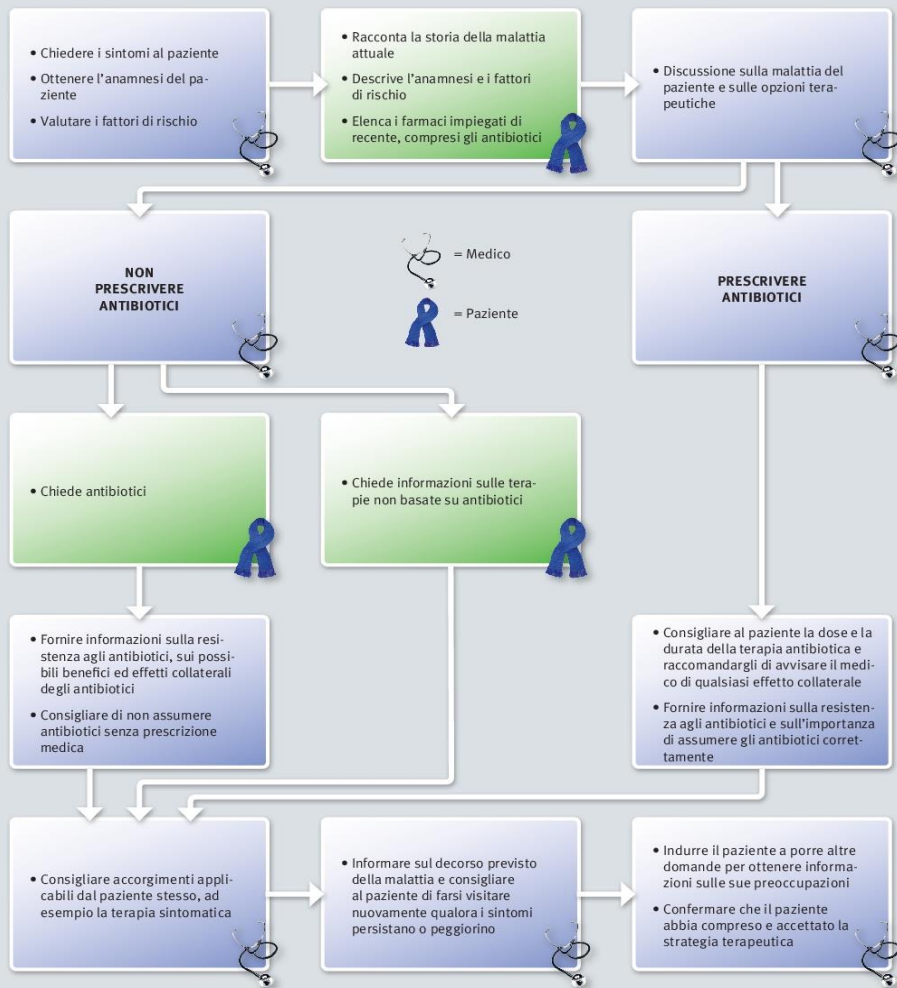 • Chiedere i sintomi al paziente
• Ottenere l'anamnesi del pa-
ziente
• Valutare i fattori di rischio
• Racconta la storia della malattia
attuale
• Descrive l'anamnesi e i fattori
di rischio
• Elenca i farmaci impiegati di
recente, compresi gli antibiotici
• Discussione sulla malattia del
paziente e sulle opzioni tera-
peutiche
NON
PRESCRIVERE
ANTIBIOTICI
= Medico
= Paziente
PRESCRIVERE
ANTIBIOTICI
• Chiede antibiotici
• Chiede informazioni sulle tera-
pie non basate su antibiotici
• Fornire informazioni sulla resi-
stenza agli antibiotici, sui possi-
bili benefici ed effetti collaterali
degli antibiotici
• Consigliare di non assumere
antibiotici senza prescrizione
medica
• Consigliare al paziente la dose e la
durata della terapia antibiotica e
raccomandargli di avvisare il medi-
co di qualsiasi effetto collaterale
• Fornire informazioni sulla resisten-
za agli antibiotici e sull'importanza
di assumere gli antibiotici corret-
tamente
• Consigliare accorgimenti appli-
cabili dal paziente stesso, ad
esempio la terapia sintomatica
• Informare sul decorso previsto
della malattia e consigliare
al paziente di farsi visitare
nuovamente qualora i sintomi
persistano o peggiorino
• Indurre il paziente a porre altre
domande per ottenere informa-
zioni sulle sue preoccupazioni
• Confermare che il paziente
abbia compreso e accettato la
strategia terapeutica